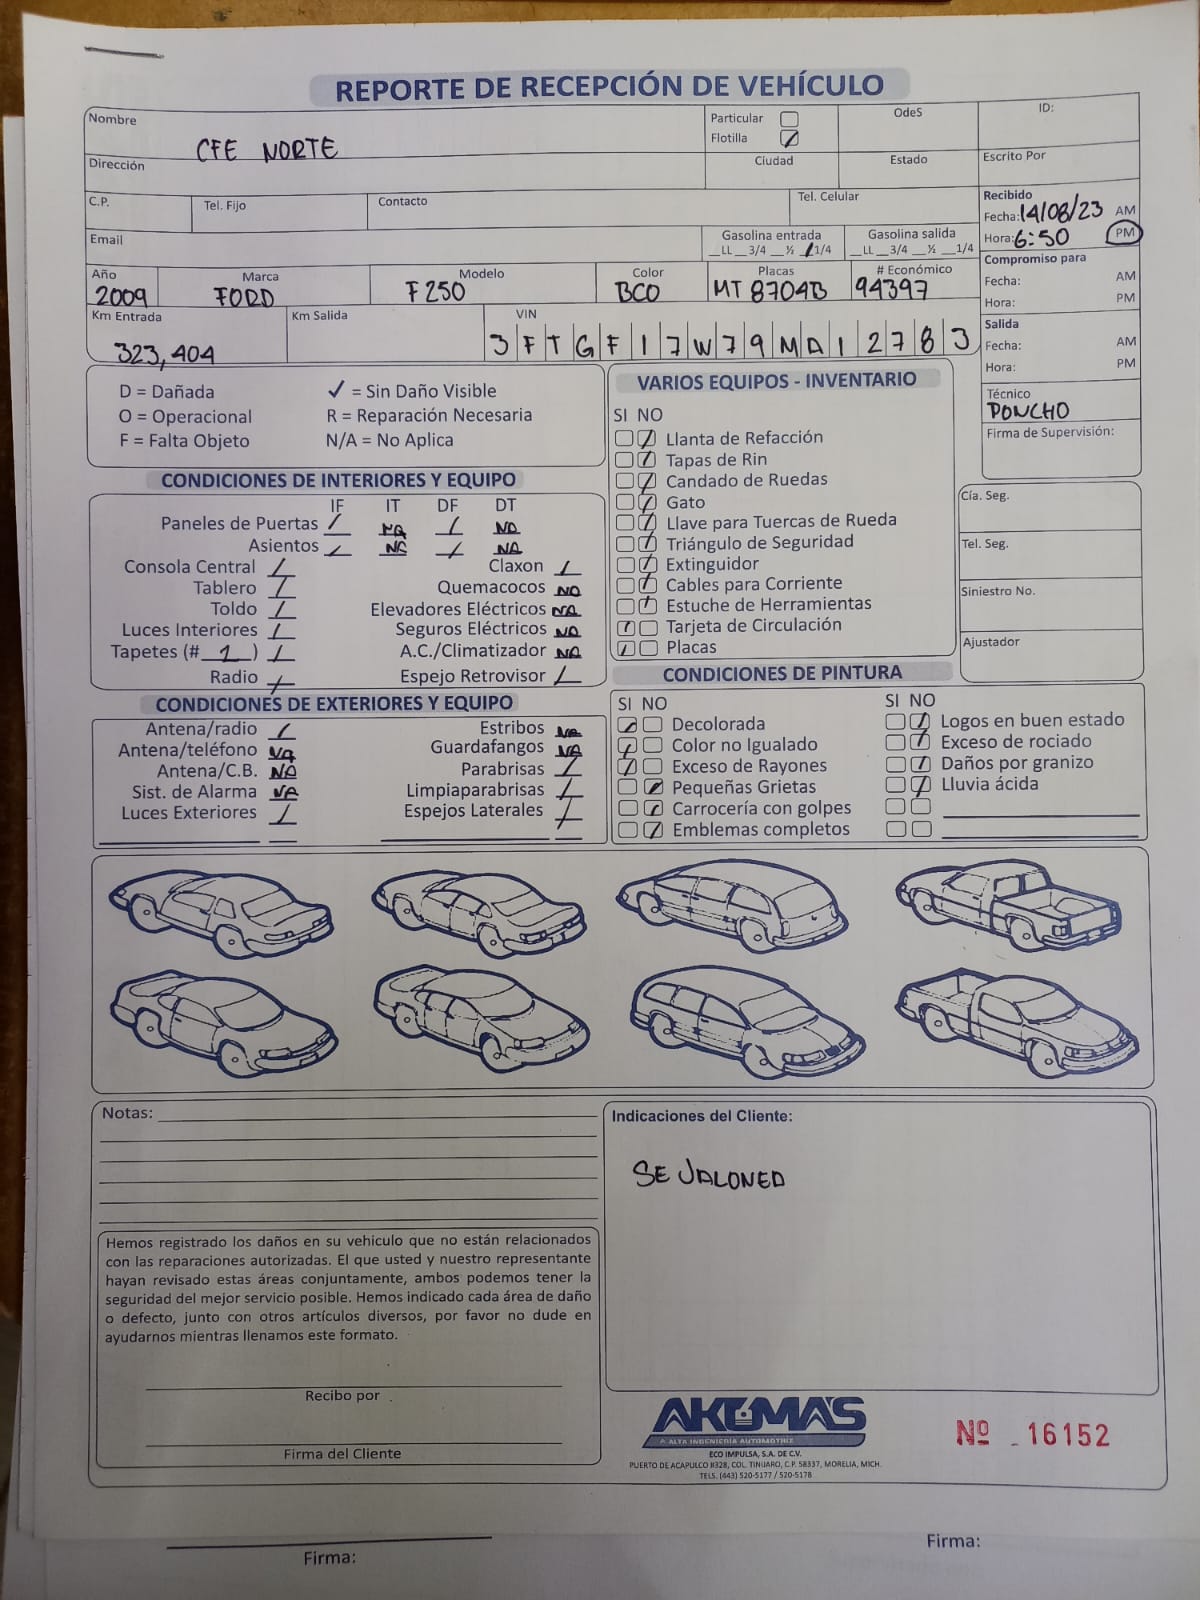 REPORTE DE RECEPCIÓN DE VEHÍCULO
Nombre
CFE NORTE
Particular
Flotilla
OdeS
ID:
Dirección
Ciudad
Estado
Escrito Por
C.P.
Tel. Fijo
Contacto
Tel. Celular
Recibido
Fecha: 14/08/23 AM
Hora: 6:50 PM
Email
Gasolina entrada
__LL __3/4 __½ __1/4
Gasolina salida
__LL __3/4 __½ __1/4
Compromiso para
Fecha: AM
Hora: PM
Año
2009
Marca
FORD
Modelo
F250
Color
BCO
Placas
MT 8704B
# Económico
94397
Km Entrada
323,404
Km Salida
VIN
3FTGF17W79MA12783
Salida
Fecha: AM
Hora: PM
Técnico
PONCHO
Firma de Supervisión:
D = Dañada
✓ = Sin Daño Visible
O = Operacional
R = Reparación Necesaria
F = Falta Objeto
N/A = No Aplica
CONDICIONES DE INTERIORES Y EQUIPO
IF IT DF DT
Paneles de Puertas / NA / NA
Asientos / NA / NA
Consola Central /
Claxon /
Tablero /
Quemacocos NA
Toldo /
Elevadores Eléctricos NA
Luces Interiores /
Seguros Eléctricos NA
Tapetes (# 1 ) /
A.C./Climatizador NA
Radio /
Espejo Retrovisor /
CONDICIONES DE EXTERIORES Y EQUIPO
Antena/radio /
Estribos NA
Antena/teléfono NA
Guardafangos NA
Antena/C.B. NA
Parabrisas /
Sist. de Alarma NA
Limpiaparabrisas /
Luces Exteriores /
Espejos Laterales /
VARIOS EQUIPOS - INVENTARIO
SI NO
Llanta de Refacción
Tapas de Rin
Candado de Ruedas
Gato
Llave para Tuercas de Rueda
Triángulo de Seguridad
Extinguidor
Cables para Corriente
Estuche de Herramientas
Tarjeta de Circulación
Placas
Cía. Seg.
Tel. Seg.
Siniestro No.
Ajustador
CONDICIONES DE PINTURA
SI NO
Decolorada
Color no Igualado
Exceso de Rayones
Pequeñas Grietas
Carrocería con golpes
Emblemas completos
SI NO
Logos en buen estado
Exceso de rociado
Daños por granizo
Lluvia ácida
Notas:
Indicaciones del Cliente:
SE JALONEA
Hemos registrado los daños en su vehiculo que no están relacionados
con las reparaciones autorizadas. El que usted y nuestro representante
hayan revisado estas áreas conjuntamente, ambos podemos tener la
seguridad del mejor servicio posible. Hemos indicado cada área de daño
o defecto, junto con otros artículos diversos, por favor no dude en
ayudarnos mientras llenamos este formato.
Recibo por
Firma del Cliente
AKUMA'S
A ALTA INGENIERÍA AUTOMOTRIZ
ECO IMPULSA, S.A. DE C.V.
PUERTO DE ACAPULCO #328, COL. TINIJARO, C.P. 58337, MORELIA, MICH.
TELS. (443) 520-5177 / 520-5178
Nº 16152
Firma:
Firma: